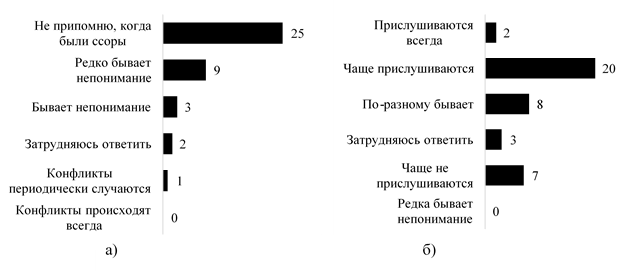 Не припомню, когда
были ссоры
25
Редко бывает
непонимание
9
Бывает непонимание
3
Затрудняюсь ответить
2
Конфликты
периодически случаются
1
Конфликты происходят
всегда
0
а)
Прислушиваются
всегда
2
Чаще прислушиваются
20
По-разному бывает
8
Затрудняюсь ответить
3
Чаще не
прислушиваются
7
Редка бывает
непонимание
0
б)